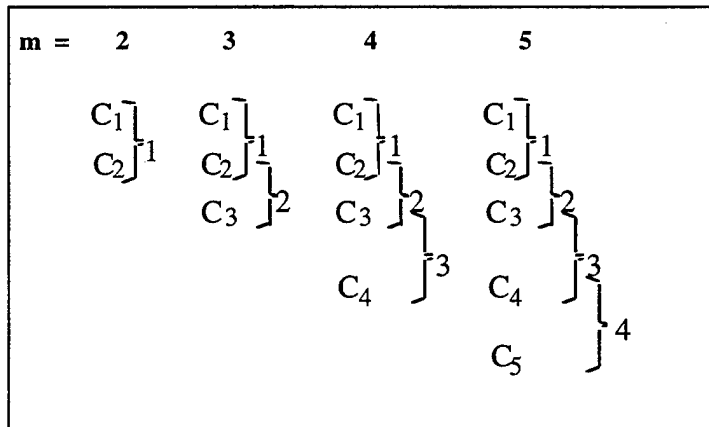 m = 2 3 4 5
C1 C1 C1 C1
=1 =1 =1 =1
C2 C2 C2 C2
2 2 2
C3 C3 C3
=3 =3
C4 C4
4
C5